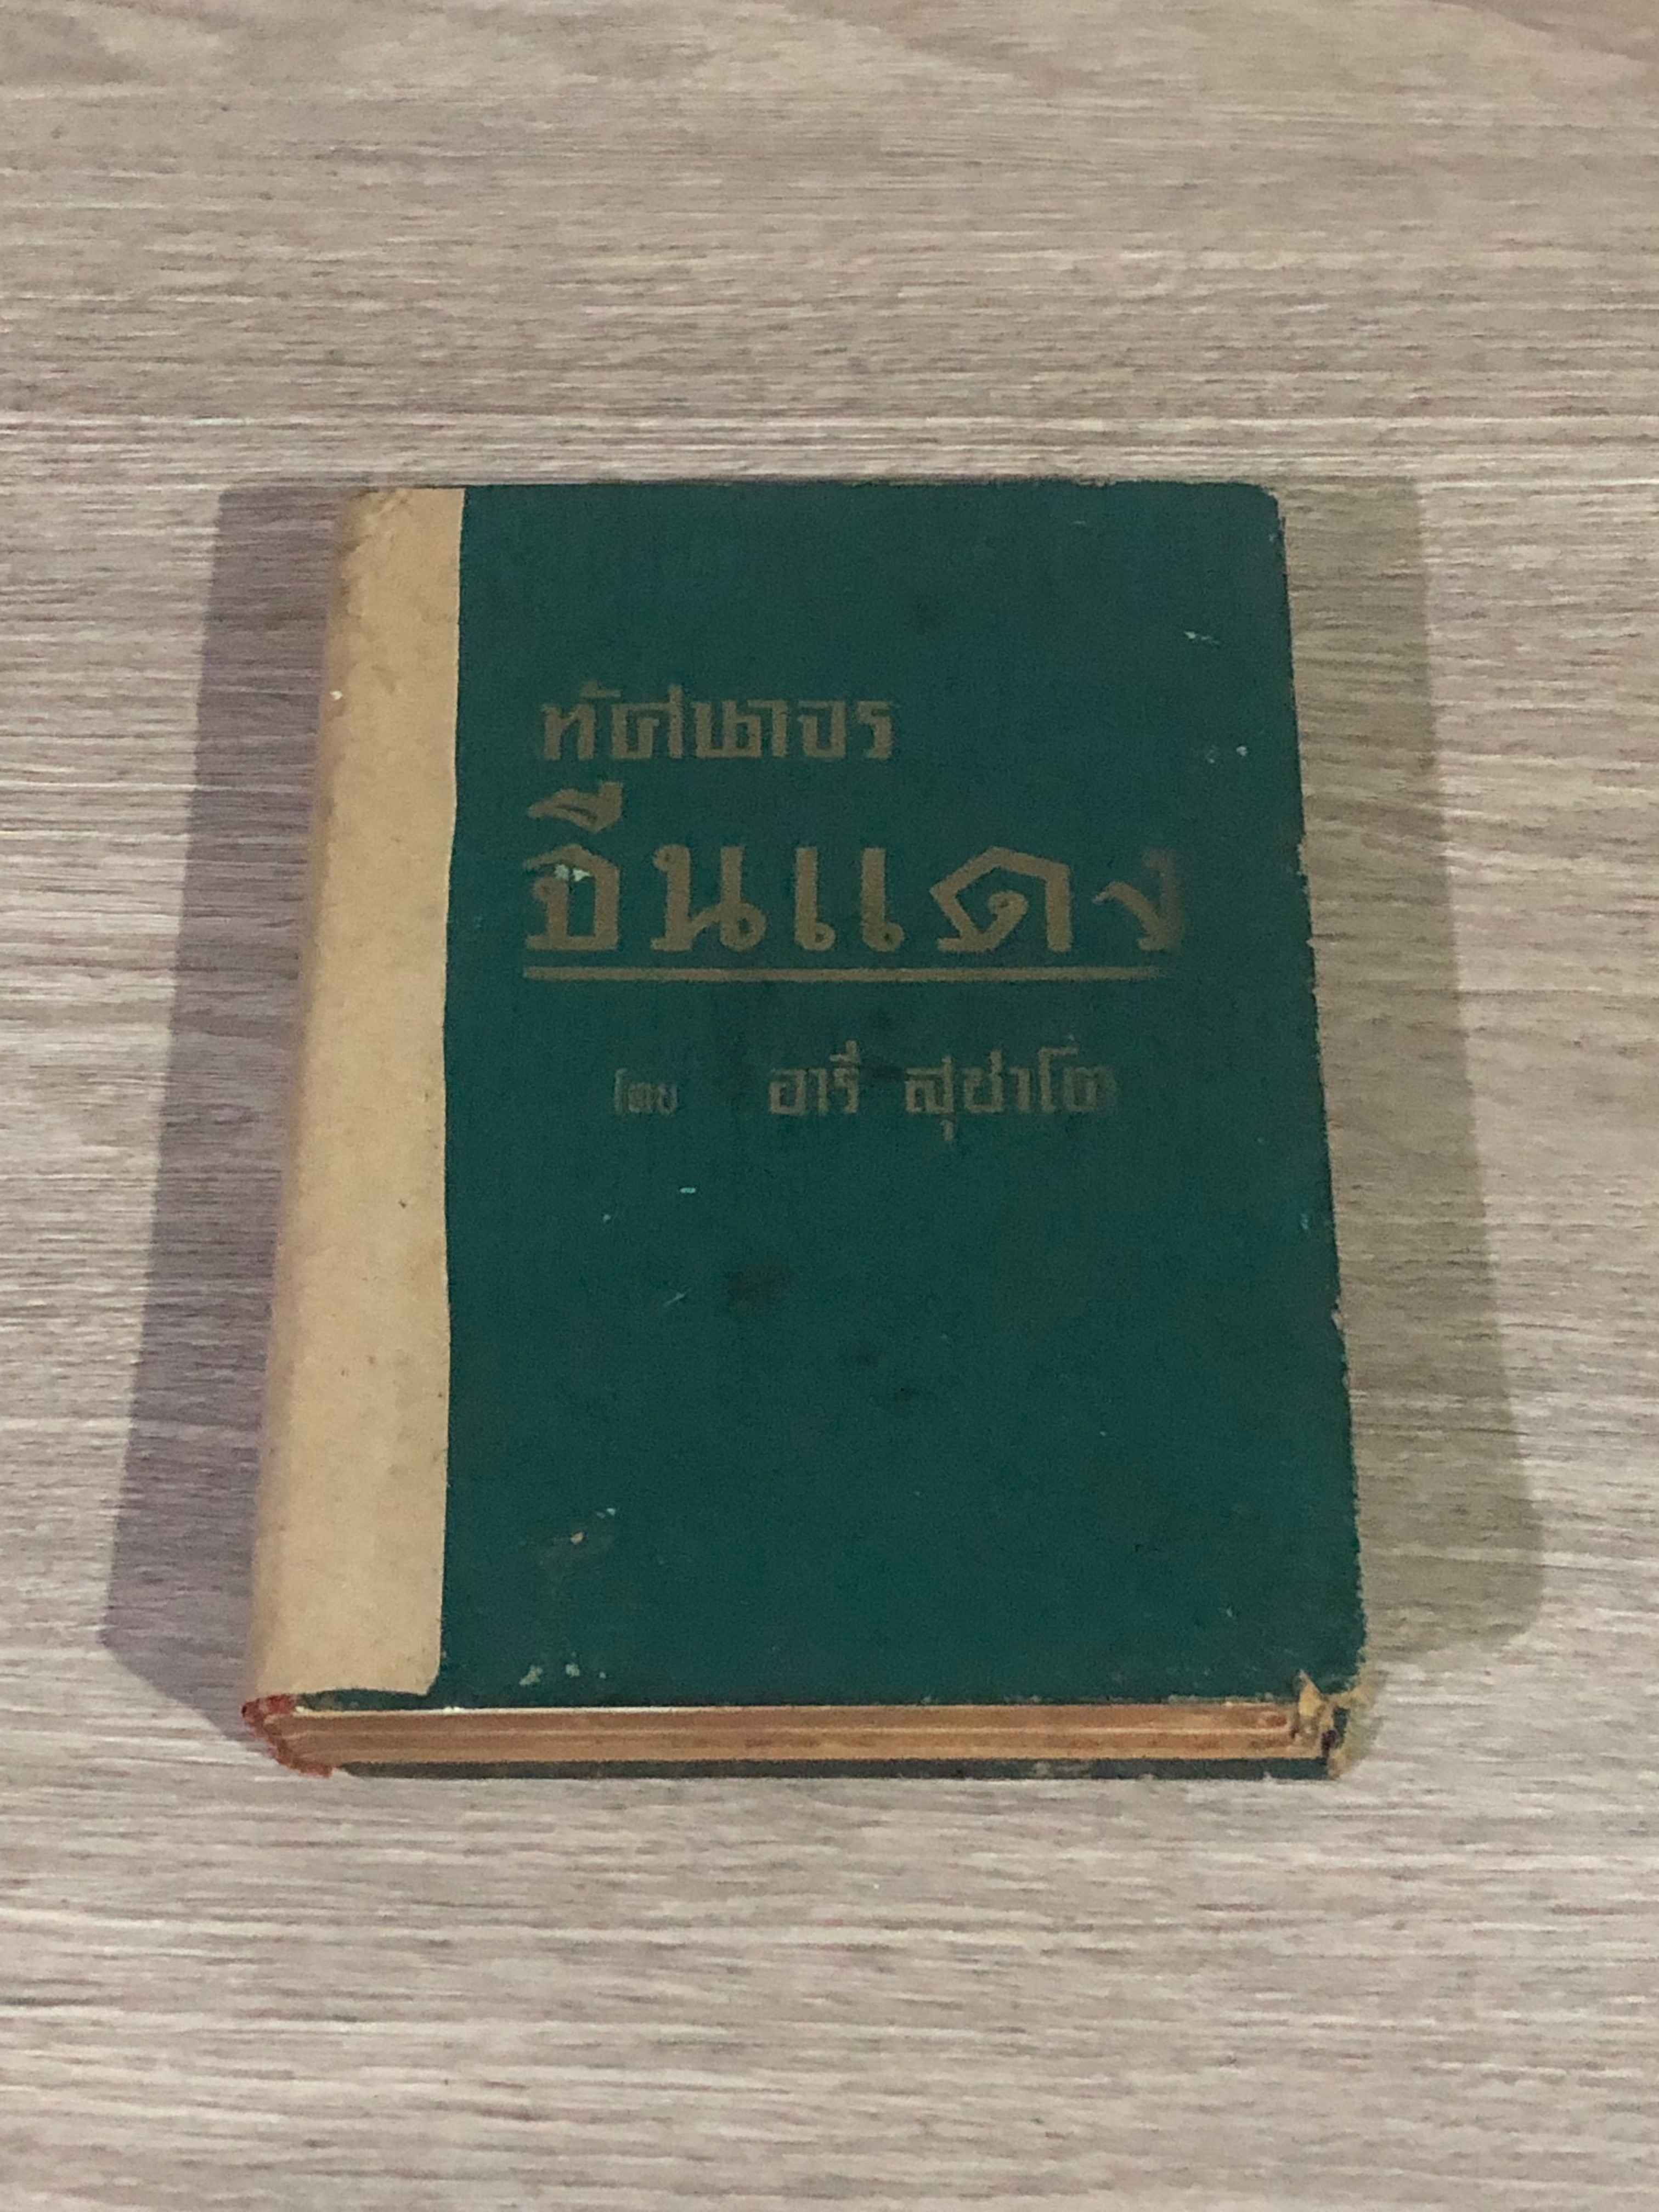 ทัศนาจร
จีนแดง
โดย อารี สุชาโต